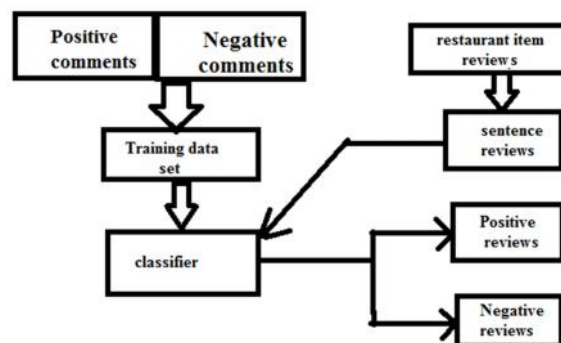 Positive
comments
Negative
comments
restaurant item
reviews
Training data
set
sentence
reviews
classifier
Positive
reviews
Negative
reviews